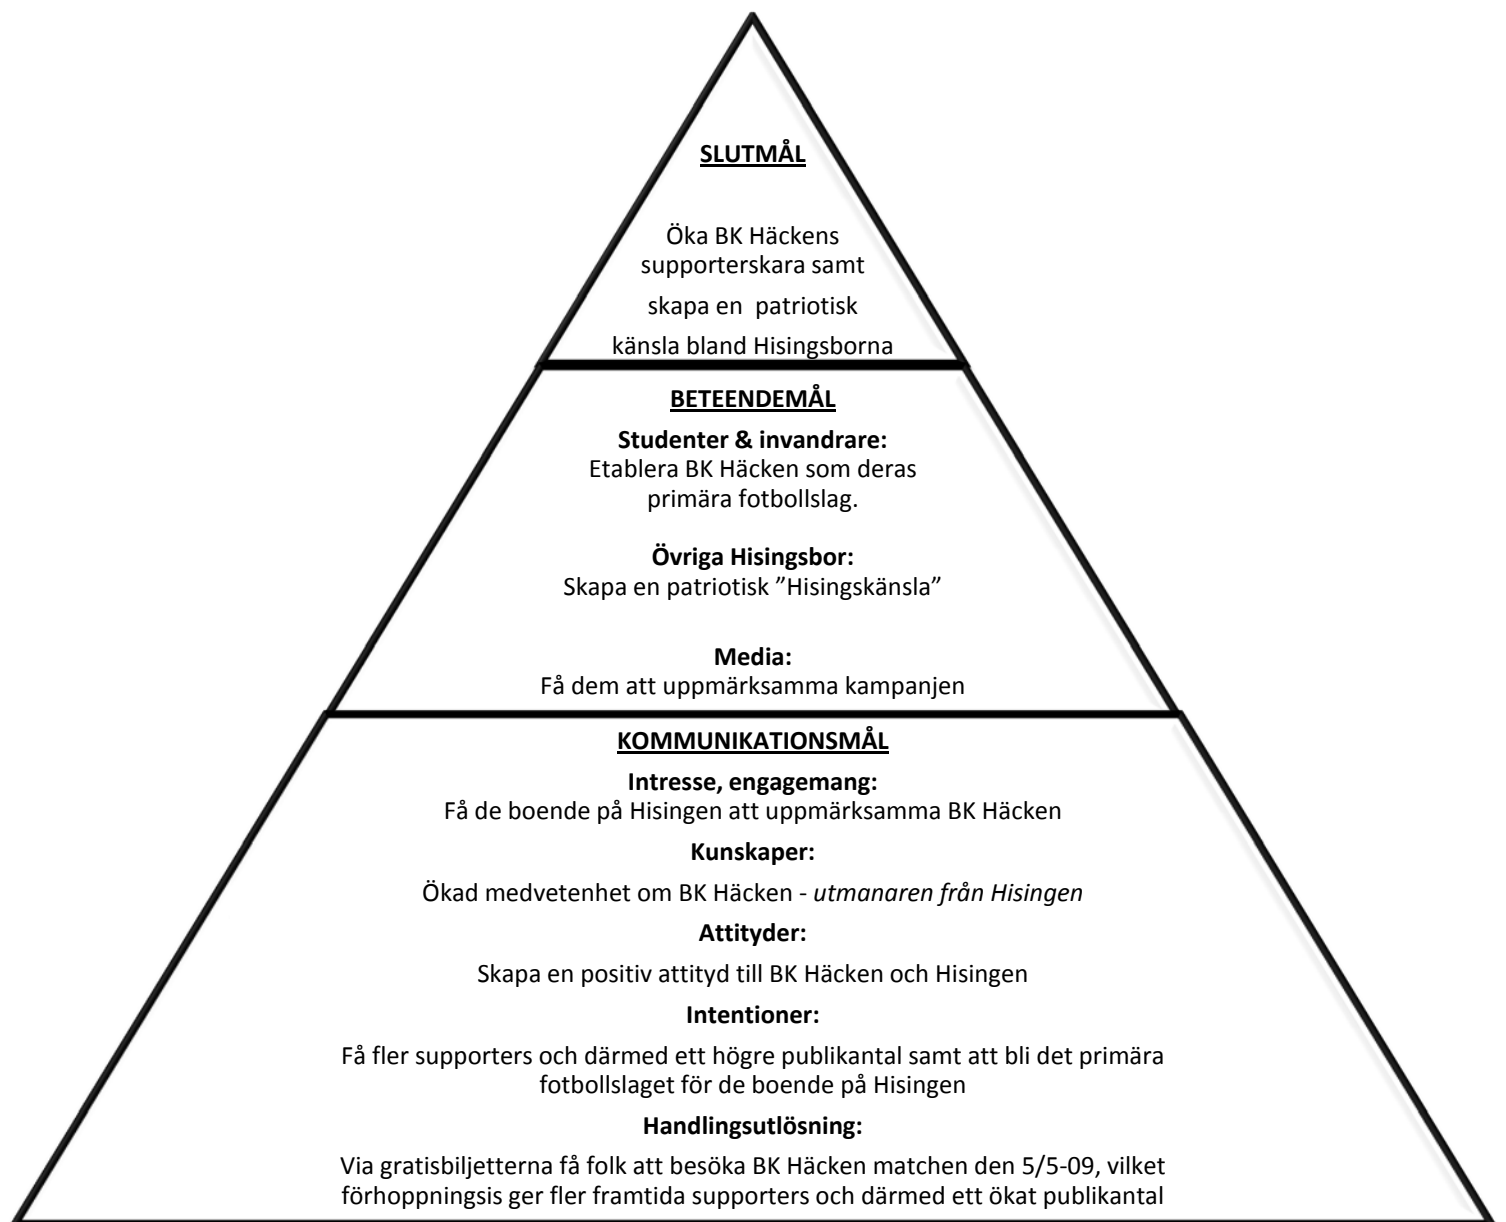 SLUTMÅL
Öka BK Häckens
supporterskara samt
skapa en patriotisk
känsla bland Hisingsborna
BETEENDEMÅL
Studenter & invandrare:
Etablera BK Häcken som deras
primära fotbollslag.
Övriga Hisingsbor:
Skapa en patriotisk ”Hisingskänsla”
Media:
Få dem att uppmärksamma kampanjen
KOMMUNIKATIONSMÅL
Intresse, engagemang:
Få de boende på Hisingen att uppmärksamma BK Häcken
Kunskaper:
Ökad medvetenhet om BK Häcken - utmanaren från Hisingen
Attityder:
Skapa en positiv attityd till BK Häcken och Hisingen
Intentioner:
Få fler supporters och därmed ett högre publikantal samt att bli det primära
fotbollslaget för de boende på Hisingen
Handlingsutlösning:
Via gratisbiljetterna få folk att besöka BK Häcken matchen den 5/5-09, vilket
förhoppningsis ger fler framtida supporters och därmed ett ökat publikantal